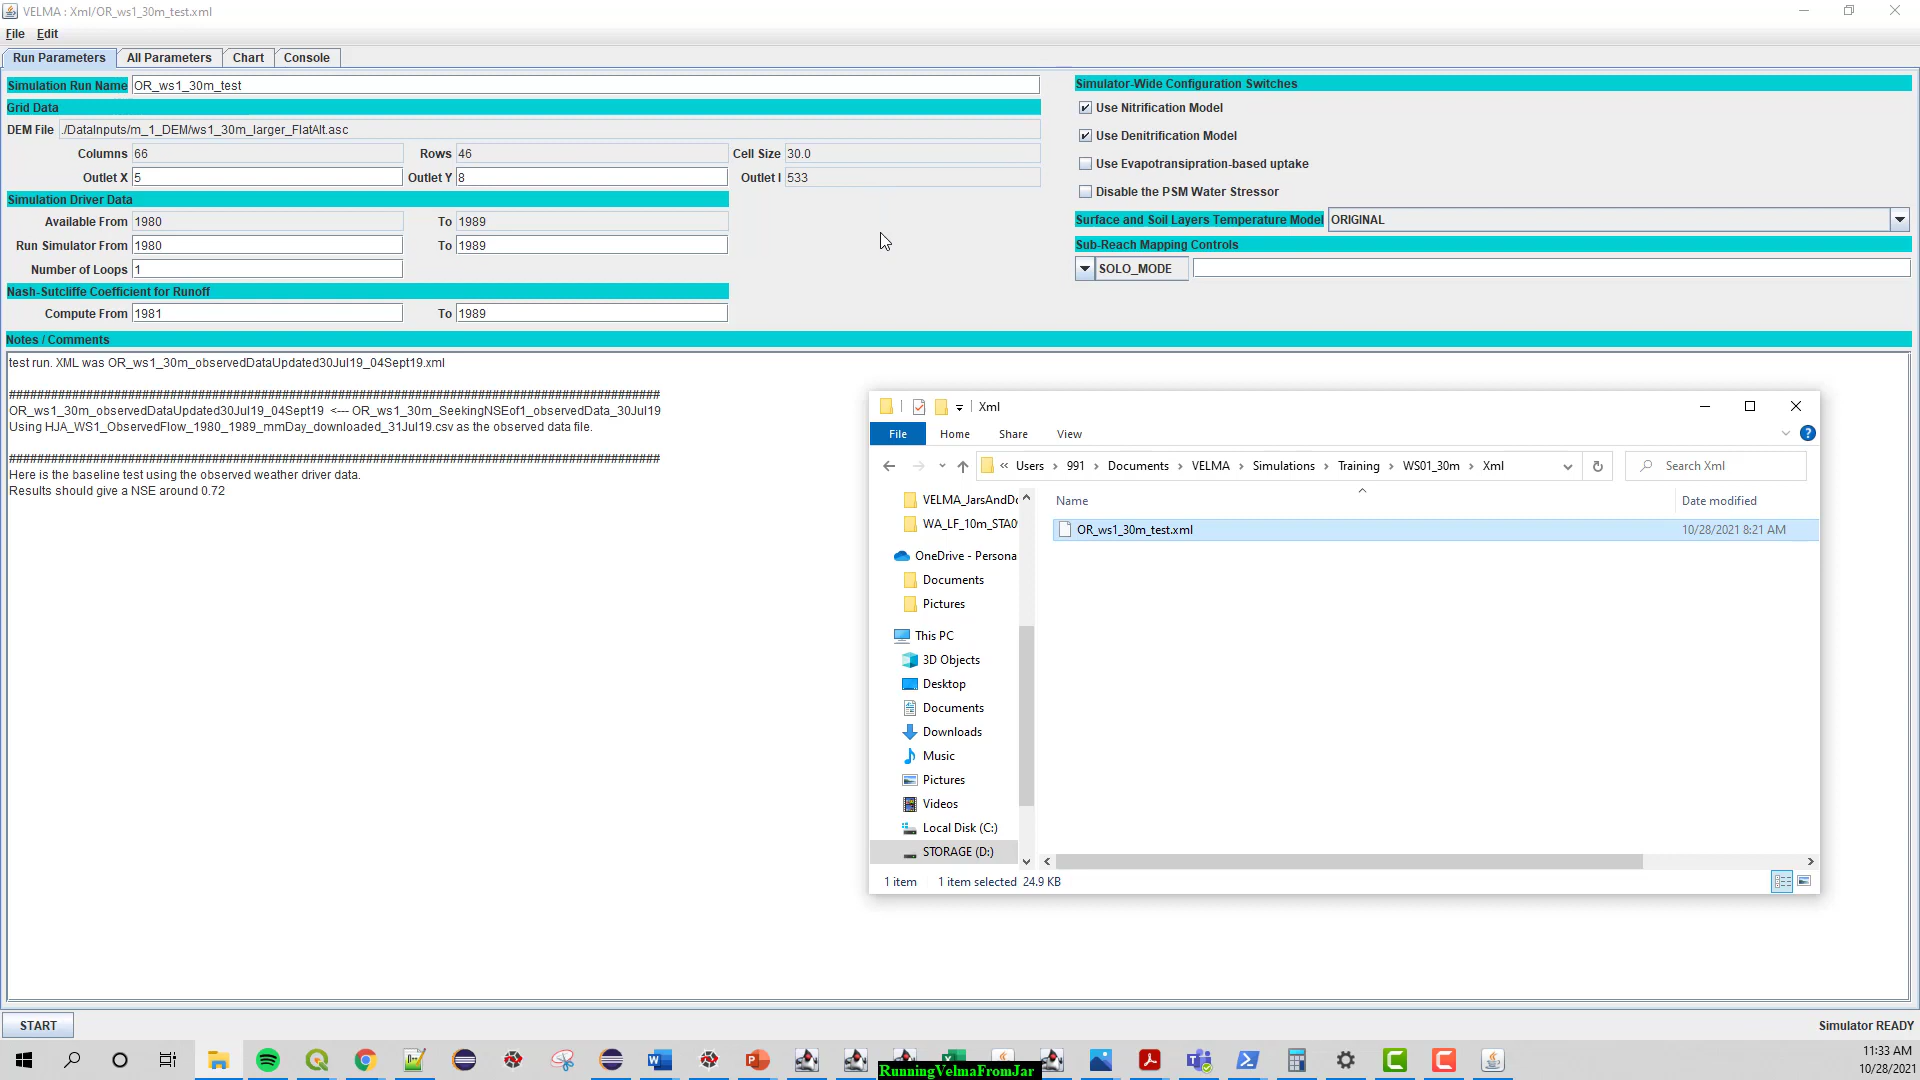 VELMA : Xml/OR_ws1_30m_test.xml
File Edit
Run Parameters All Parameters Chart Console
Simulation Run Name OR_ws1_30m_test
Grid Data
DEM File ./DataInputs/m_1_DEM/ws1_30m_larger_FlatAlt.asc
Columns 66 Rows 46 Cell Size 30.0
Outlet X 5 Outlet Y 8 Outlet I 533
Simulation Driver Data
Available From 1980 To 1989
Run Simulator From 1980 To 1989
Number of Loops 1
Nash-Sutcliffe Coefficient for Runoff
Compute From 1981 To 1989
Simulator-Wide Configuration Switches
Use Nitrification Model
Use Denitrification Model
Use Evapotransipration-based uptake
Disable the PSM Water Stressor
Surface and Soil Layers Temperature Model ORIGINAL
Sub-Reach Mapping Controls
SOLO_MODE
Notes / Comments
test run. XML was OR_ws1_30m_observedDataUpdated30Jul19_04Sept19.xml
#############################################################################################
OR_ws1_30m_observedDataUpdated30Jul19_04Sept19 <--- OR_ws1_30m_SeekingNSEof1_observedData_30Jul19
Using HJA_WS1_ObservedFlow_1980_1989_mmDay_downloaded_31Jul19.csv as the observed data file.
#############################################################################################
Here is the baseline test using the observed weather driver data.
Results should give a NSE around 0.72
Xml
File Home Share View
« Users > 991 > Documents > VELMA > Simulations > Training > WS01_30m > Xml
Search Xml
VELMA_JarsAndDo
WA_LF_10m_STA0
OneDrive - Persona
Documents
Pictures
This PC
3D Objects
Desktop
Documents
Downloads
Music
Pictures
Videos
Local Disk (C:)
STORAGE (D:)
Name Date modified
OR_ws1_30m_test.xml 10/28/2021 8:21 AM
1 item 1 item selected 24.9 KB
START
Simulator READY
RunningVelmaFromJar
11:33 AM
10/28/2021